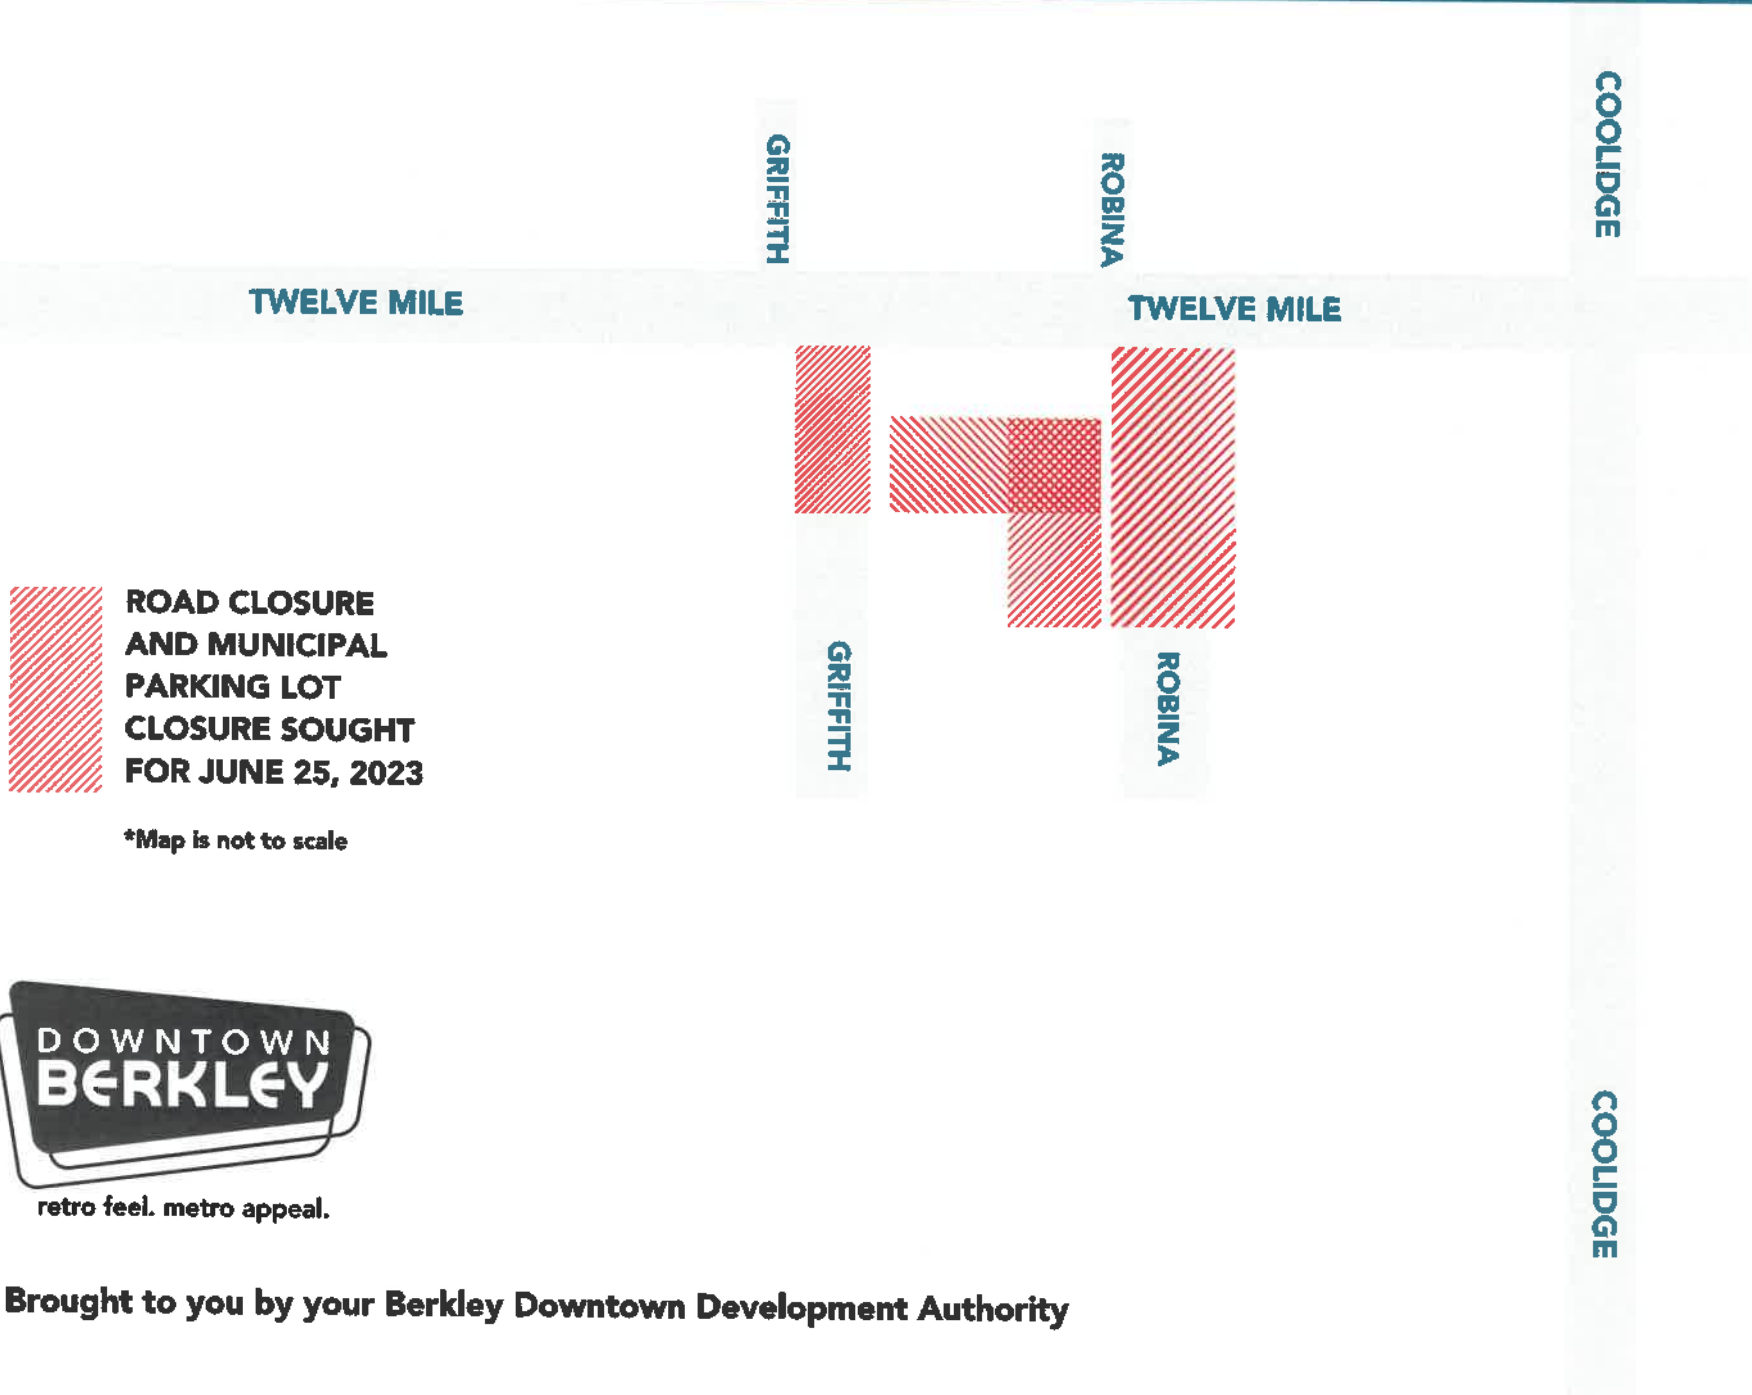 COOLIDGE
GRIFFITH
ROBINA
TWELVE MILE
TWELVE MILE
ROAD CLOSURE
AND MUNICIPAL
PARKING LOT
CLOSURE SOUGHT
FOR JUNE 25, 2023
*Map is not to scale
GRIFFITH
ROBINA
DOWNTOWN
BERKLEY
retro feel. metro appeal.
COOLIDGE
Brought to you by your Berkley Downtown Development Authority